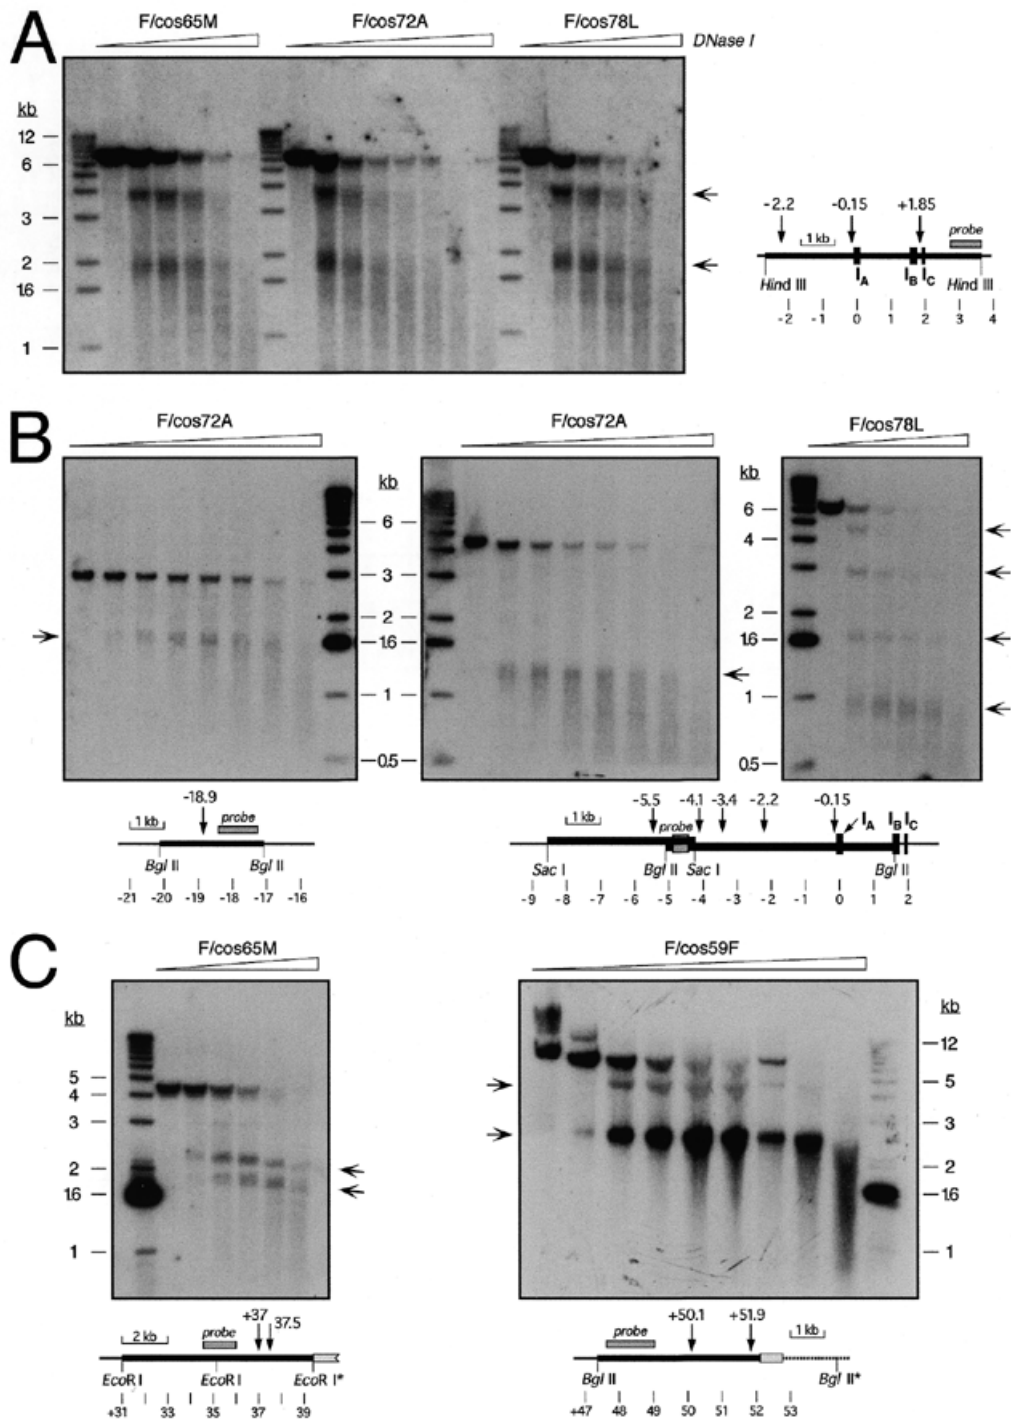 A
F/cos65M F/cos72A F/cos78L
DNase I
kb
12
6
3
2
1.6
1
-2.2 -0.15 +1.85
1 kb
probe
Hind III IA IB IC Hind III
-2 -1 0 1 2 3 4
B
F/cos72A F/cos72A F/cos78L
kb
6
3
2
1.6
1
0.5
kb
6
4
2
1.6
1
0.5
-18.9
1 kb
probe
Bgl II Bgl II
-21 -20 -19 -18 -17 -16
-5.5 -4.1 -3.4 -2.2 -0.15 IA IB IC
1 kb
probe
Sac I Bgl II Sac I Bgl II
-9 -8 -7 -6 -5 -4 -3 -2 -1 0 1 2
C
F/cos65M F/cos59F
kb
5
4
3
2
1.6
1
kb
12
5
3
2
1.6
1
+37 37.5
2 kb
probe
EcoR I EcoR I EcoR I*
+31 33 35 37 39
+50.1 +51.9
1 kb
probe
Bgl II Bgl II*
+47 48 49 50 51 52 53